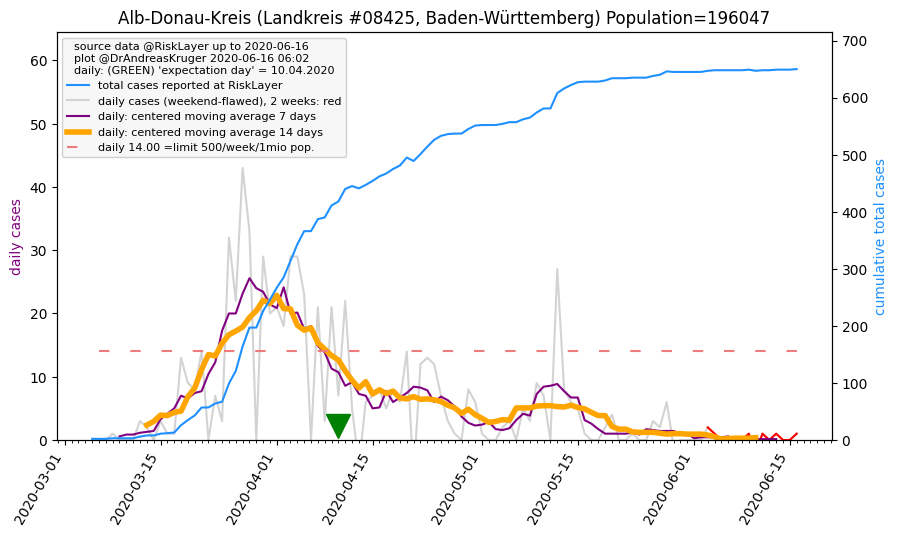 Alb-Donau-Kreis (Landkreis #08425, Baden-Württemberg) Population=196047
source data @RiskLayer up to 2020-06-16
plot @DrAndreasKruger 2020-06-16 06:02
daily: (GREEN) 'expectation day' = 10.04.2020
total cases reported at RiskLayer
daily cases (weekend-flawed), 2 weeks: red
daily: centered moving average 7 days
daily: centered moving average 14 days
daily 14.00 =limit 500/week/1mio pop.
daily cases
60
50
40
30
20
10
0
cumulative total cases
700
600
500
400
300
200
100
0
2020-03-01
2020-03-15
2020-04-01
2020-04-15
2020-05-01
2020-05-15
2020-06-01
2020-06-15